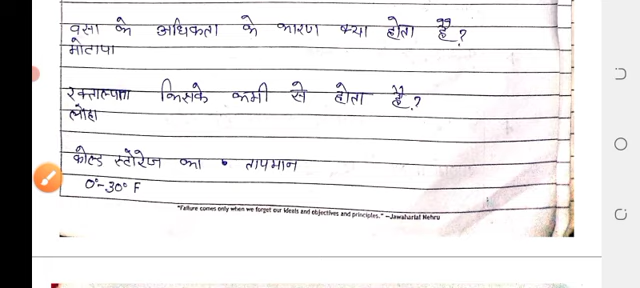 वसा के अधिकता के कारण क्या होता है?
मोटापा
रक्ताल्पता किसके कमी से होता है?
लोहा
कोल्ड स्टोरेज का तापमान
0°-30° F
"Failure comes only when we forget our ideals and objectives and principles." –Jawaharlal Nehru